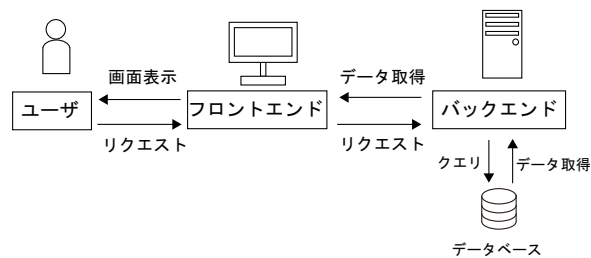 画面表示
データ取得
ユーザ
フロントエンド
バックエンド
リクエスト
リクエスト
クエリ
データ取得
データベース